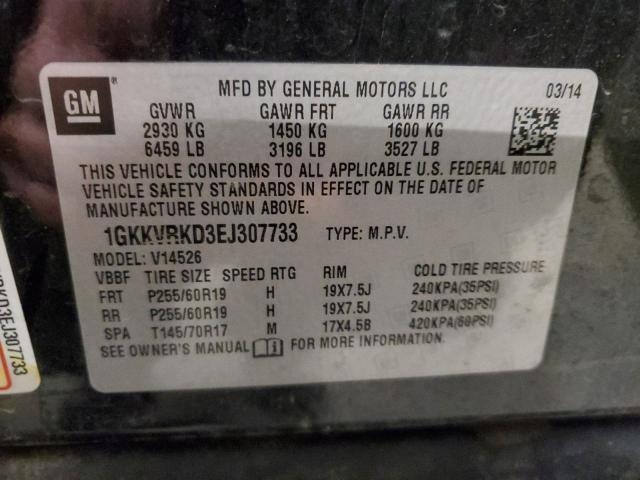 GM ®
MFD BY GENERAL MOTORS LLC 03/14
GVWR GAWR FRT GAWR RR
2930 KG 1450 KG 1600 KG
6459 LB 3196 LB 3527 LB
THIS VEHICLE CONFORMS TO ALL APPLICABLE U.S. FEDERAL MOTOR
VEHICLE SAFETY STANDARDS IN EFFECT ON THE DATE OF
MANUFACTURE SHOWN ABOVE.
1GKKVRKD3EJ307733 TYPE: M.P.V.
MODEL: V14526
VBBF TIRE SIZE SPEED RTG RIM COLD TIRE PRESSURE
FRT P255/60R19 H 19X7.5J 240KPA(35PSI)
RR P255/60R19 H 19X7.5J 240KPA(35PSI)
SPA T145/70R17 M 17X4.5B 420KPA(60PSI)
SEE OWNER'S MANUAL FOR MORE INFORMATION.
RKD3EJ307733